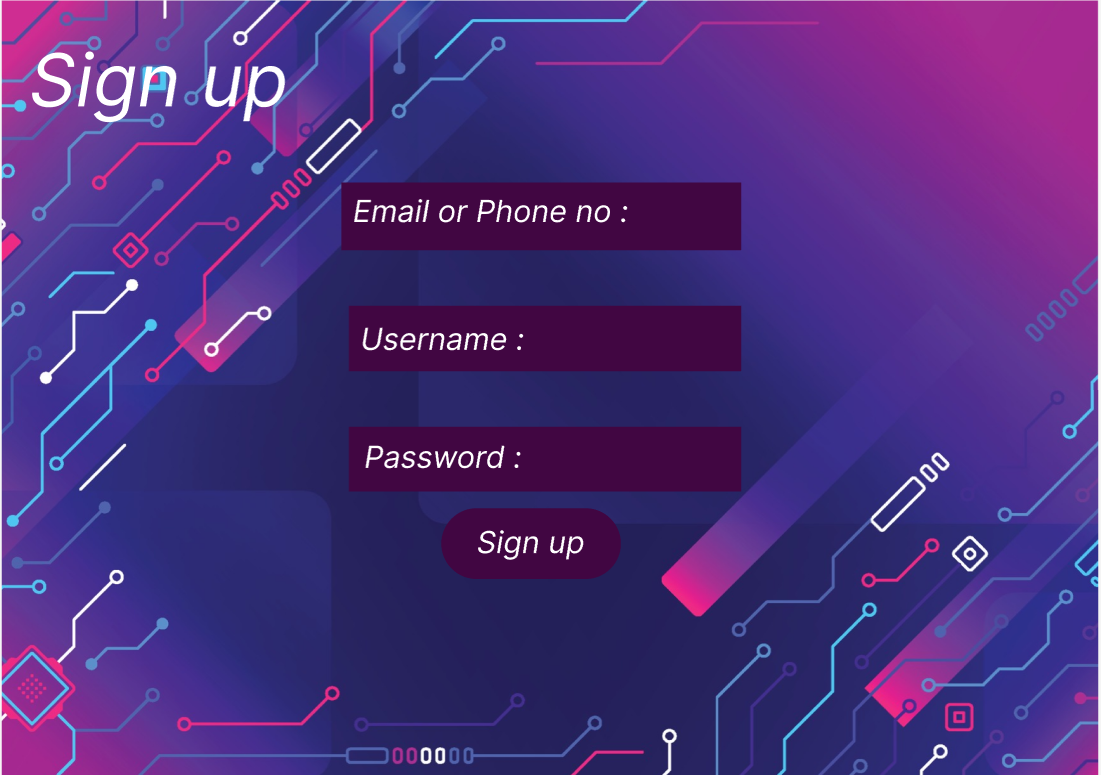 Sign up
Email or Phone no :
Username :
Password :
Sign up